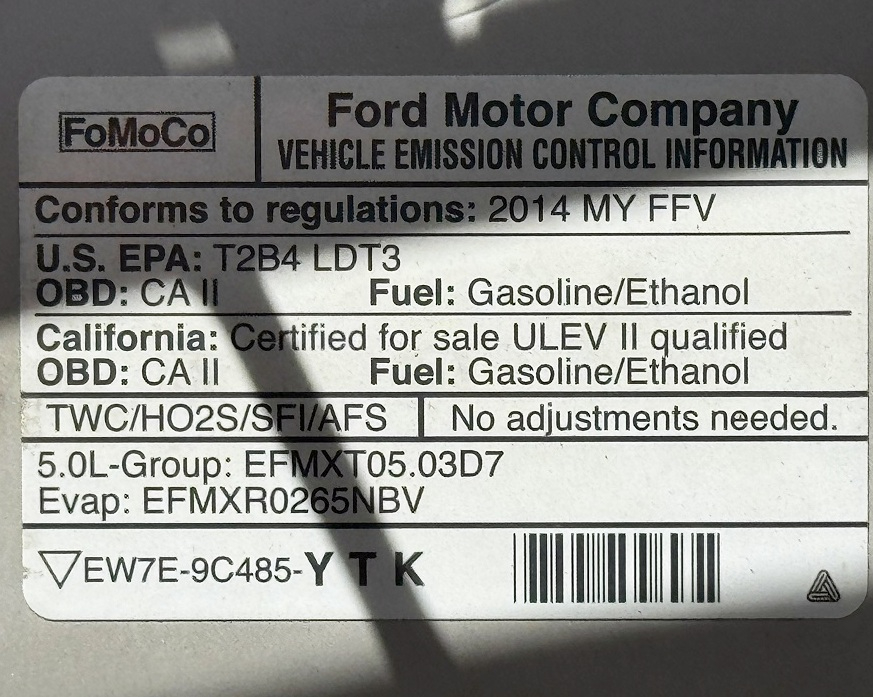 FoMoCo
Ford Motor Company
VEHICLE EMISSION CONTROL INFORMATION
Conforms to regulations: 2014 MY FFV
U.S. EPA: T2B4 LDT3
OBD: CA II Fuel: Gasoline/Ethanol
California: Certified for sale ULEV II qualified
OBD: CA II Fuel: Gasoline/Ethanol
TWC/HO2S/SFI/AFS No adjustments needed.
5.0L-Group: EFMXT05.03D7
Evap: EFMXR0265NBV
EW7E-9C485-Y T K